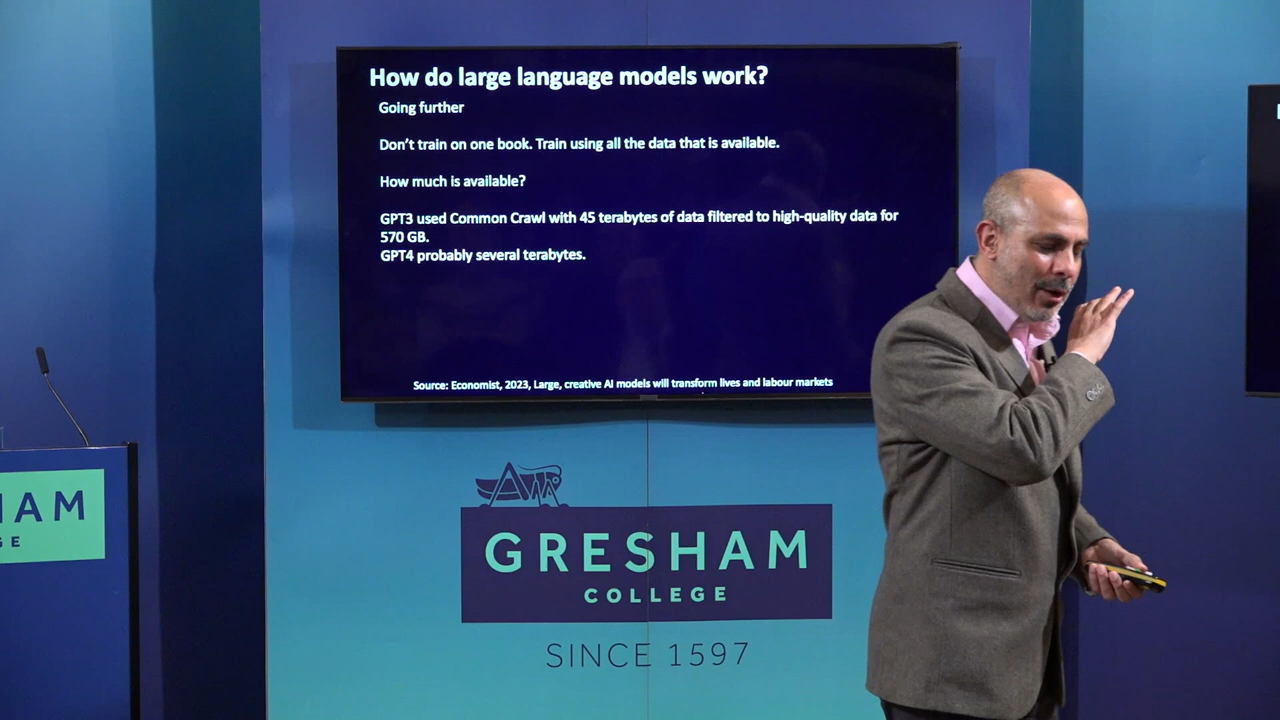 How do large language models work?
Going further
Don't train on one book. Train using all the data that is available.
How much is available?
GPT3 used Common Crawl with 45 terabytes of data filtered to high-quality data for
570 GB.
GPT4 probably several terabytes.
Source: Economist, 2023, Large, creative AI models will transform lives and labour markets
GRESHAM
COLLEGE
SINCE 1597
HAM
GE